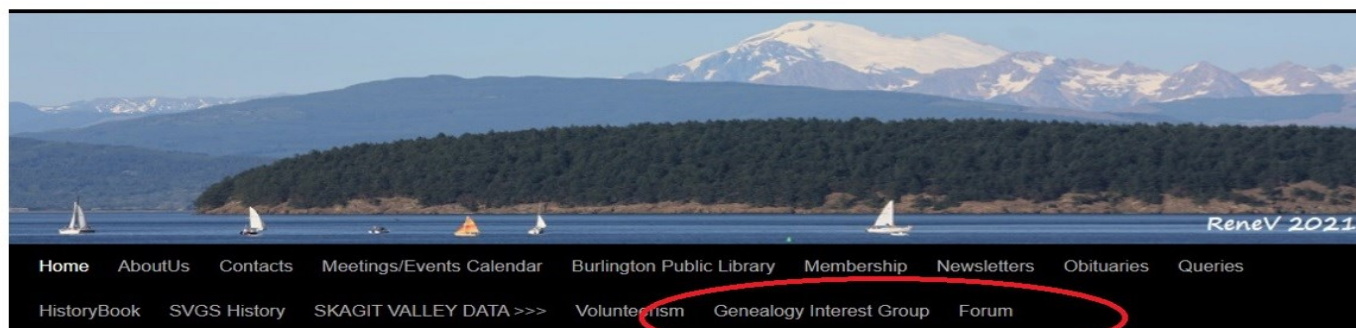 ReneV 2021
Home AboutUs Contacts Meetings/Events Calendar Burlington Public Library Membership Newsletters Obituaries Queries
HistoryBook SVGS History SKAGIT VALLEY DATA >>> Volunteerism Genealogy Interest Group Forum